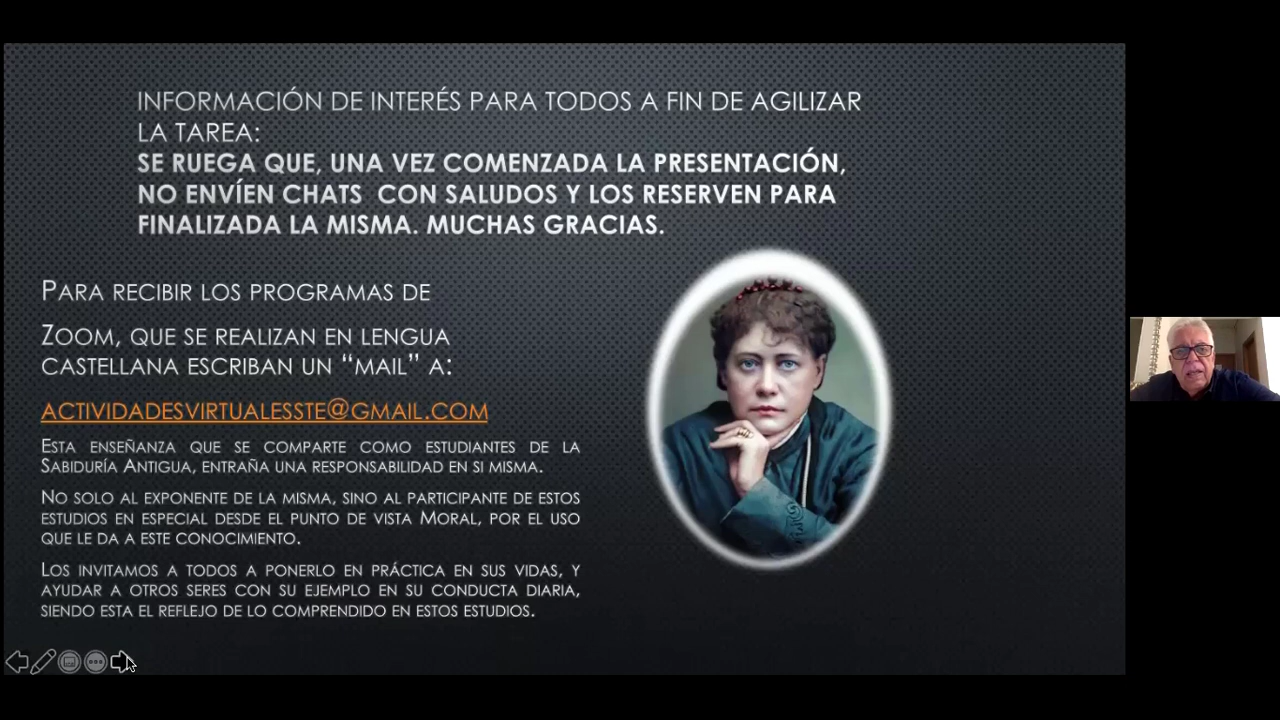 INFORMACIÓN DE INTERÉS PARA TODOS A FIN DE AGILIZAR
LA TAREA:
SE RUEGA QUE, UNA VEZ COMENZADA LA PRESENTACIÓN,
NO ENVÍEN CHATS CON SALUDOS Y LOS RESERVEN PARA
FINALIZADA LA MISMA. MUCHAS GRACIAS.
PARA RECIBIR LOS PROGRAMAS DE
ZOOM, QUE SE REALIZAN EN LENGUA
CASTELLANA ESCRIBAN UN “MAIL” A:
ACTIVIDADESVIRTUALESSTE@GMAIL.COM
ESTA ENSEÑANZA QUE SE COMPARTE COMO ESTUDIANTES DE LA
SABIDURÍA ANTIGUA, ENTRAÑA UNA RESPONSABILIDAD EN SI MISMA.
NO SOLO AL EXPONENTE DE LA MISMA, SINO AL PARTICIPANTE DE ESTOS
ESTUDIOS EN ESPECIAL DESDE EL PUNTO DE VISTA MORAL, POR EL USO
QUE LE DA A ESTE CONOCIMIENTO.
LOS INVITAMOS A TODOS A PONERLO EN PRÁCTICA EN SUS VIDAS, Y
AYUDAR A OTROS SERES CON SU EJEMPLO EN SU CONDUCTA DIARIA,
SIENDO ESTA EL REFLEJO DE LO COMPRENDIDO EN ESTOS ESTUDIOS.